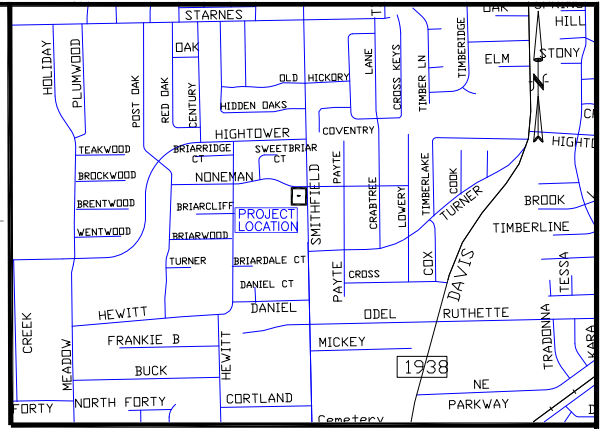 STARNES
T
OAK
SPRING
HILL
HOLIDAY
PLUMWOOD
OAK
LANE
CROSS KEYS
TIMBER LN
TIMBERIDGE
ELM
STONY
N
POST OAK
RED OAK
CENTURY
OLD HICKORY
HIDDEN OAKS
HIGHTOWER
COVENTRY
HIGHTO
TEAKWOOD
BRIARRIDGE
CT
SWEETBRIAR
CT
BROCKWOOD
NONEMAN
SMITHFIELD
PAYTE
CRABTREE
LOWERY
TIMBERLAKE
COOK
TURNER
BRENTWOOD
BRIARCLIFF
PROJECT
LOCATION
BROOK
WENTWOOD
BRIARWOOD
TIMBERLINE
TURNER
BRIARDALE CT
PAYTE
CROSS
COX
DAVIS
TESSA
DANIEL CT
DANIEL
HEWITT
ODEL
RUTHETTE
CREEK
FRANKIE B
HEWITT
MICKEY
TRADONNA
KARA
MEADOW
BUCK
1938
NE
FORTY
NORTH FORTY
CORTLAND
PARKWAY
Cemetery